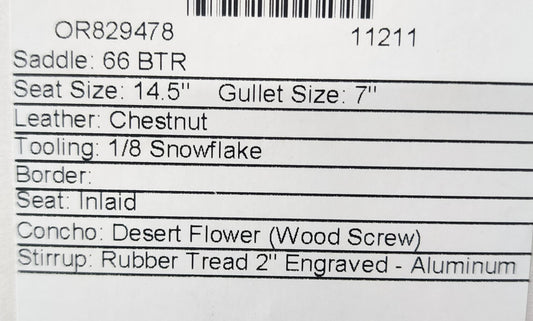 OR829478 11211
Saddle: 66 BTR
Seat Size: 14.5" Gullet Size: 7"
Leather: Chestnut
Tooling: 1/8 Snowflake
Border:
Seat: Inlaid
Concho: Desert Flower (Wood Screw)
Stirrup: Rubber Tread 2" Engraved - Aluminum